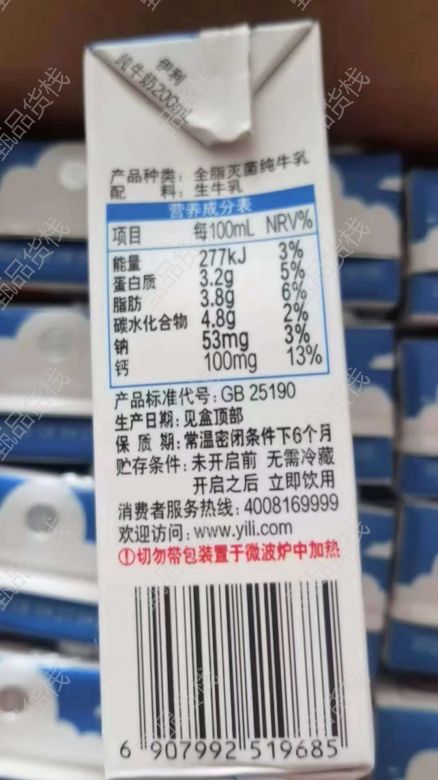 伊利
纯牛奶200mL
产品种类: 全脂灭菌纯牛乳
配 料: 生牛乳
营养成分表
项目 每100mL NRV%
能量 277kJ 3%
蛋白质 3.2g 5%
脂肪 3.8g 6%
碳水化合物 4.8g 2%
钠 53mg 3%
钙 100mg 13%
产品标准代号: GB 25190
生产日期: 见盒顶部
保 质 期: 常温密闭条件下6个月
贮存条件: 未开启前 无需冷藏
开启之后 立即饮用
消费者服务热线: 4008169999
欢迎访问: www.yili.com
①切勿带包装置于微波炉中加热
6 907992 519685
甄品货栈